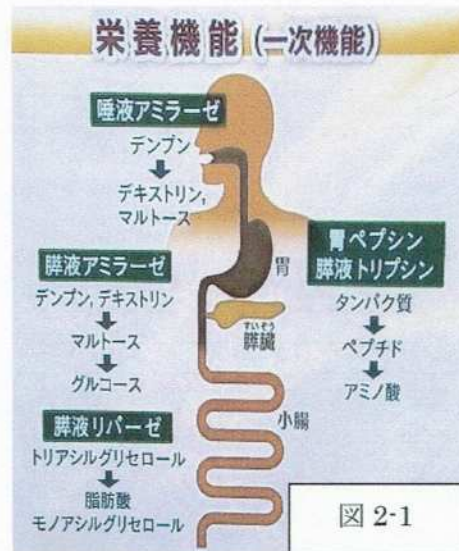 栄養機能 (一次機能)
唾液アミラーゼ
デンプン
デキストリン,
マルトース
胃
胃ペプシン
膵液トリプシン
タンパク質
ペプチド
アミノ酸
膵液アミラーゼ
デンプン, デキストリン
マルトース
グルコース
すいぞう
膵臓
小腸
膵液リパーゼ
トリアシルグリセロール
脂肪酸
モノアシルグリセロール
図 2-1